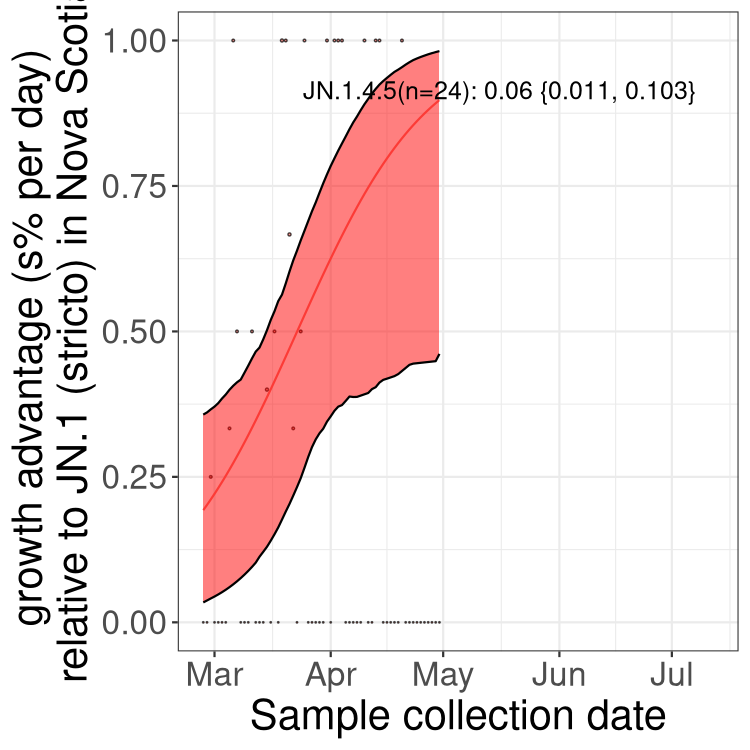 growth advantage (s% per day)
relative to JN.1 (stricto) in Nova Scotia
1.00
0.75
0.50
0.25
0.00
JN.1.4.5(n=24): 0.06 {0.011, 0.103}
Mar Apr May Jun Jul
Sample collection date